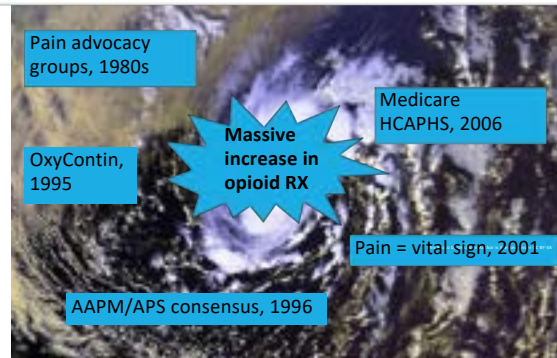 Pain advocacy
groups, 1980s
Medicare
HCAPHS, 2006
Massive
increase in
opioid RX
OxyContin,
1995
Pain = vital sign, 2001
AAPM/APS consensus, 1996